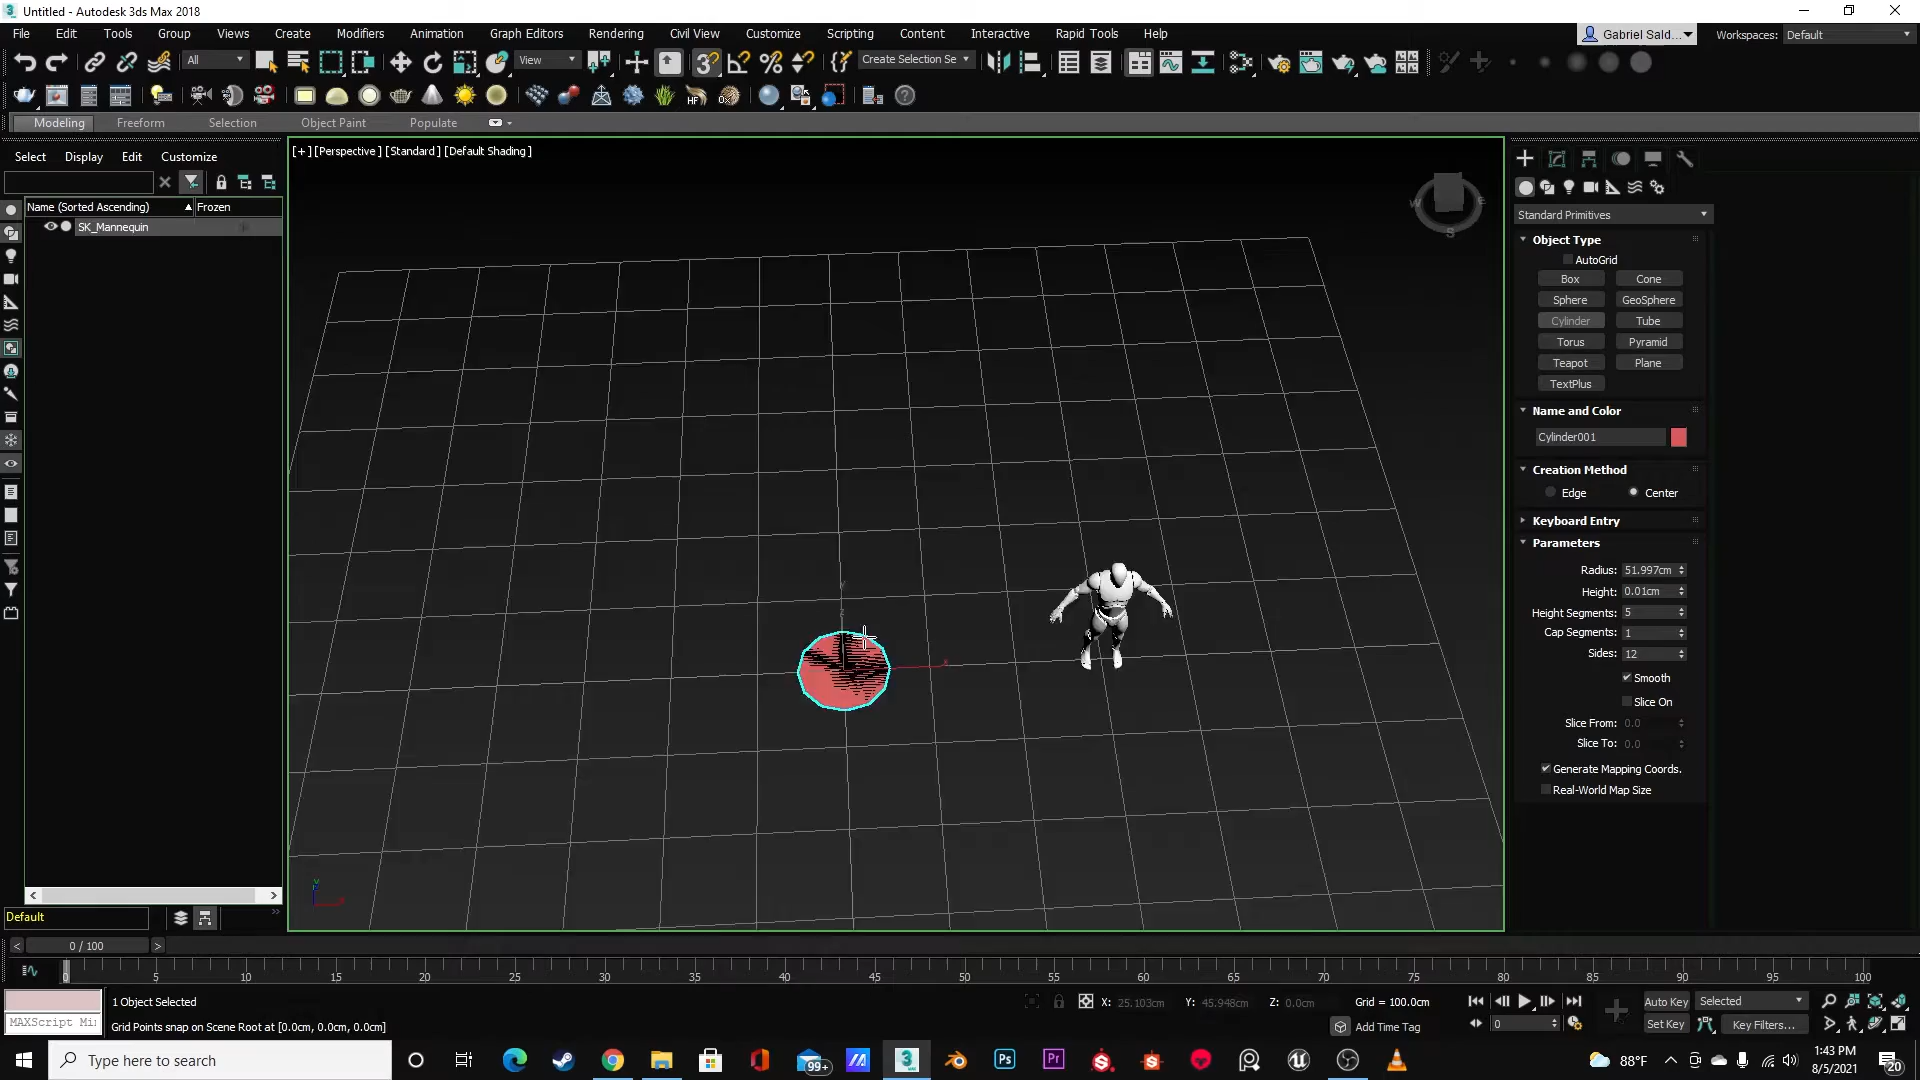 Untitled - Autodesk 3ds Max 2018
File Edit Tools Group Views Create Modifiers Animation Graph Editors Rendering Civil View Customize Scripting Content Interactive Rapid Tools Help Gabriel Sald... Workspaces: Default
All View Create Selection Se
Modeling Freeform Selection Object Paint Populate
Select Display Edit Customize
[+] [Perspective] [Standard] [Default Shading]
Name (Sorted Ascending) Frozen
SK_Mannequin
Standard Primitives
Object Type
AutoGrid
Box Cone
Sphere GeoSphere
Cylinder Tube
Torus Pyramid
Teapot Plane
TextPlus
Name and Color
Cylinder001
Creation Method
Edge Center
Keyboard Entry
Parameters
Radius: 51.997cm
Height: 0.01cm
Height Segments: 5
Cap Segments: 1
Sides: 12
Smooth
Slice On
Slice From: 0.0
Slice To: 0.0
Generate Mapping Coords.
Real-World Map Size
Default
0 / 100
0 5 10 15 20 25 30 35 40 45 50 55 60 65 70 75 80 85 90 95 100
1 Object Selected X: 25.103cm Y: 45.948cm Z: 0.0cm Grid = 100.0cm Auto Key Selected
MAXScript Mi Grid Points snap on Scene Root at [0.0cm, 0.0cm, 0.0cm] Add Time Tag 0 Set Key Key Filters...
Type here to search 99+ 88°F 1:43 PM
8/5/2021 20